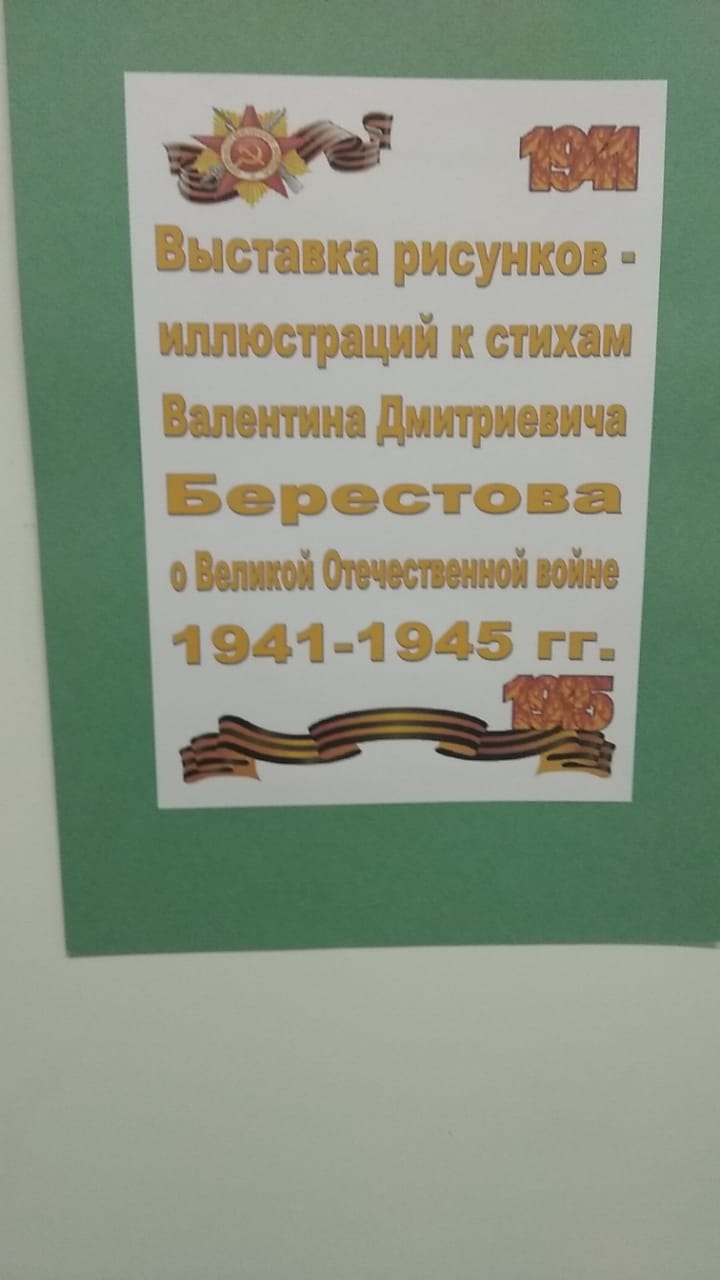 1941
Выставка рисунков -
иллюстраций к стихам
Валентина Дмитриевича
Берестова
о Великой Отечественной войне
1941-1945 гг.
1945